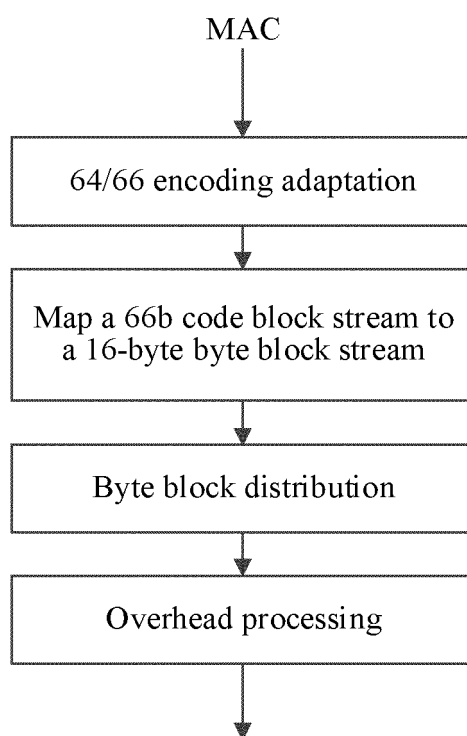 MAC
64/66 encoding adaptation
Map a 66b code block stream to
a 16-byte byte block stream
Byte block distribution
Overhead processing